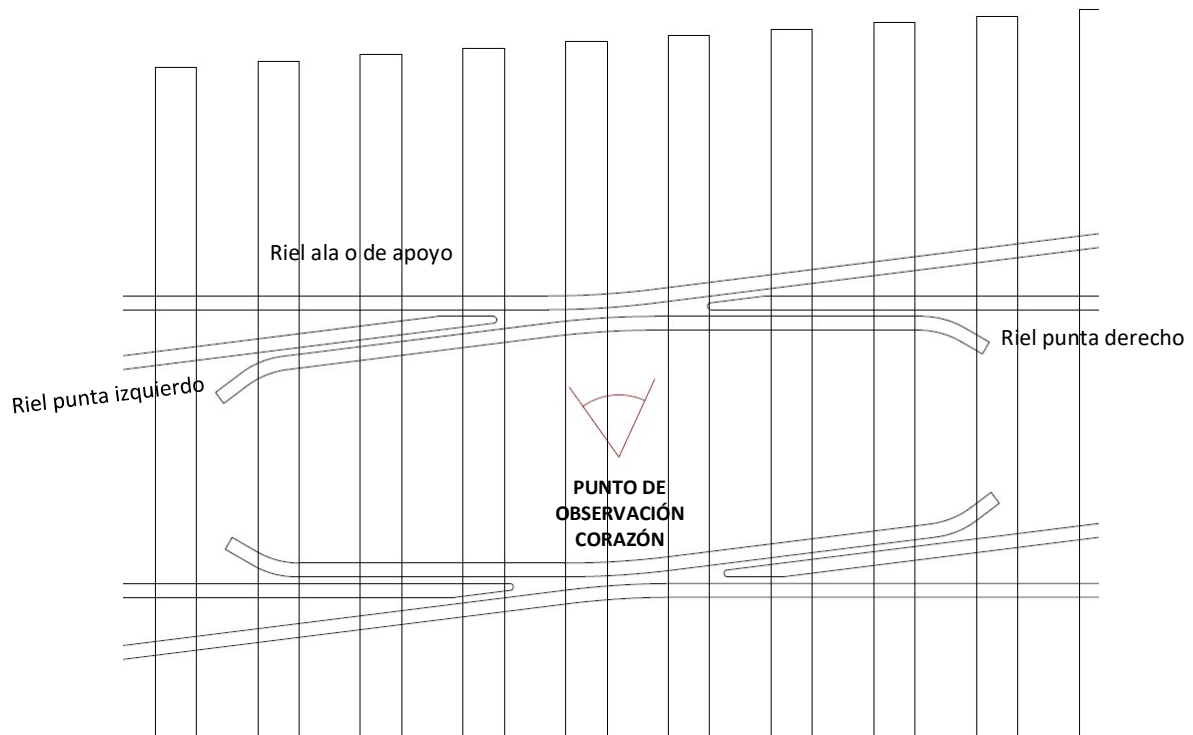 Riel ala o de apoyo
Riel punta derecho
Riel punta izquierdo
PUNTO DE
OBSERVACIÓN
CORAZÓN